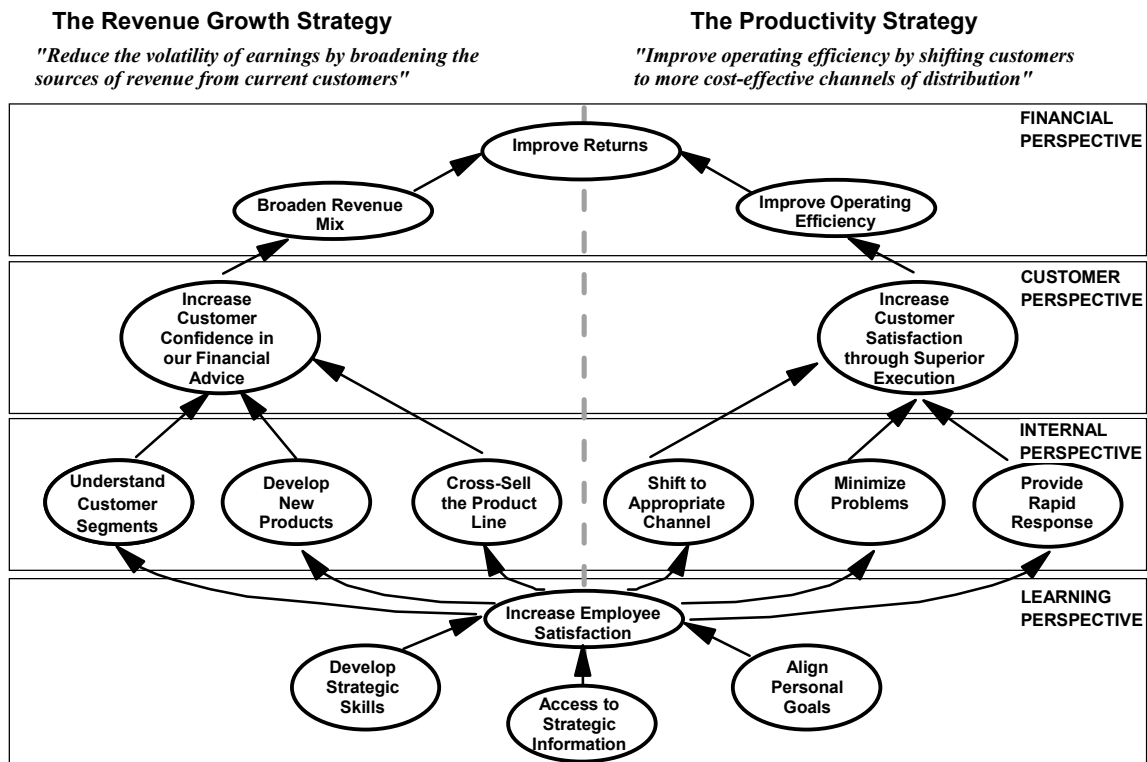 The Revenue Growth Strategy
"Reduce the volatility of earnings by broadening the
sources of revenue from current customers"
The Productivity Strategy
"Improve operating efficiency by shifting customers
to more cost-effective channels of distribution"
FINANCIAL
PERSPECTIVE
Improve Returns
Broaden Revenue
Mix
Improve Operating
Efficiency
CUSTOMER
PERSPECTIVE
Increase
Customer
Confidence in
our Financial
Advice
Increase
Customer
Satisfaction
through Superior
Execution
INTERNAL
PERSPECTIVE
Understand
Customer
Segments
Develop
New
Products
Cross-Sell
the Product
Line
Shift to
Appropriate
Channel
Minimize
Problems
Provide
Rapid
Response
LEARNING
PERSPECTIVE
Increase Employee
Satisfaction
Develop
Strategic
Skills
Access to
Strategic
Information
Align
Personal
Goals